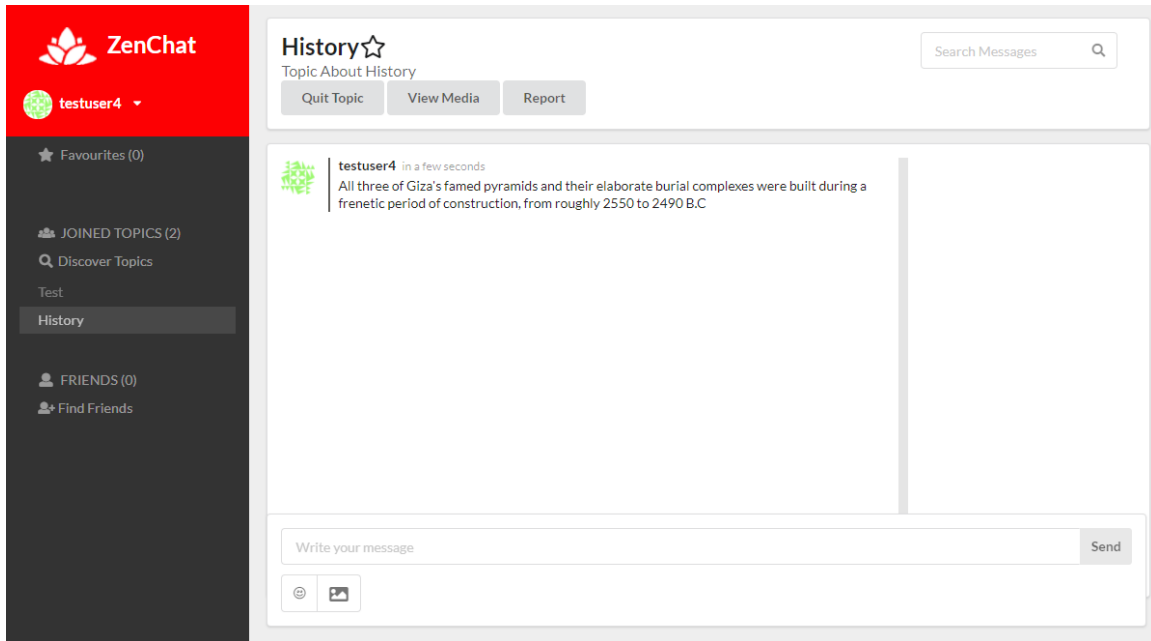 ZenChat
testuser4
Favourites (0)
JOINED TOPICS (2)
Discover Topics
Test
History
FRIENDS (0)
Find Friends
History
Topic About History
Quit Topic
View Media
Report
Search Messages
testuser4 in a few seconds
All three of Giza's famed pyramids and their elaborate burial complexes were built during a
frenetic period of construction, from roughly 2550 to 2490 B.C
Write your message
Send